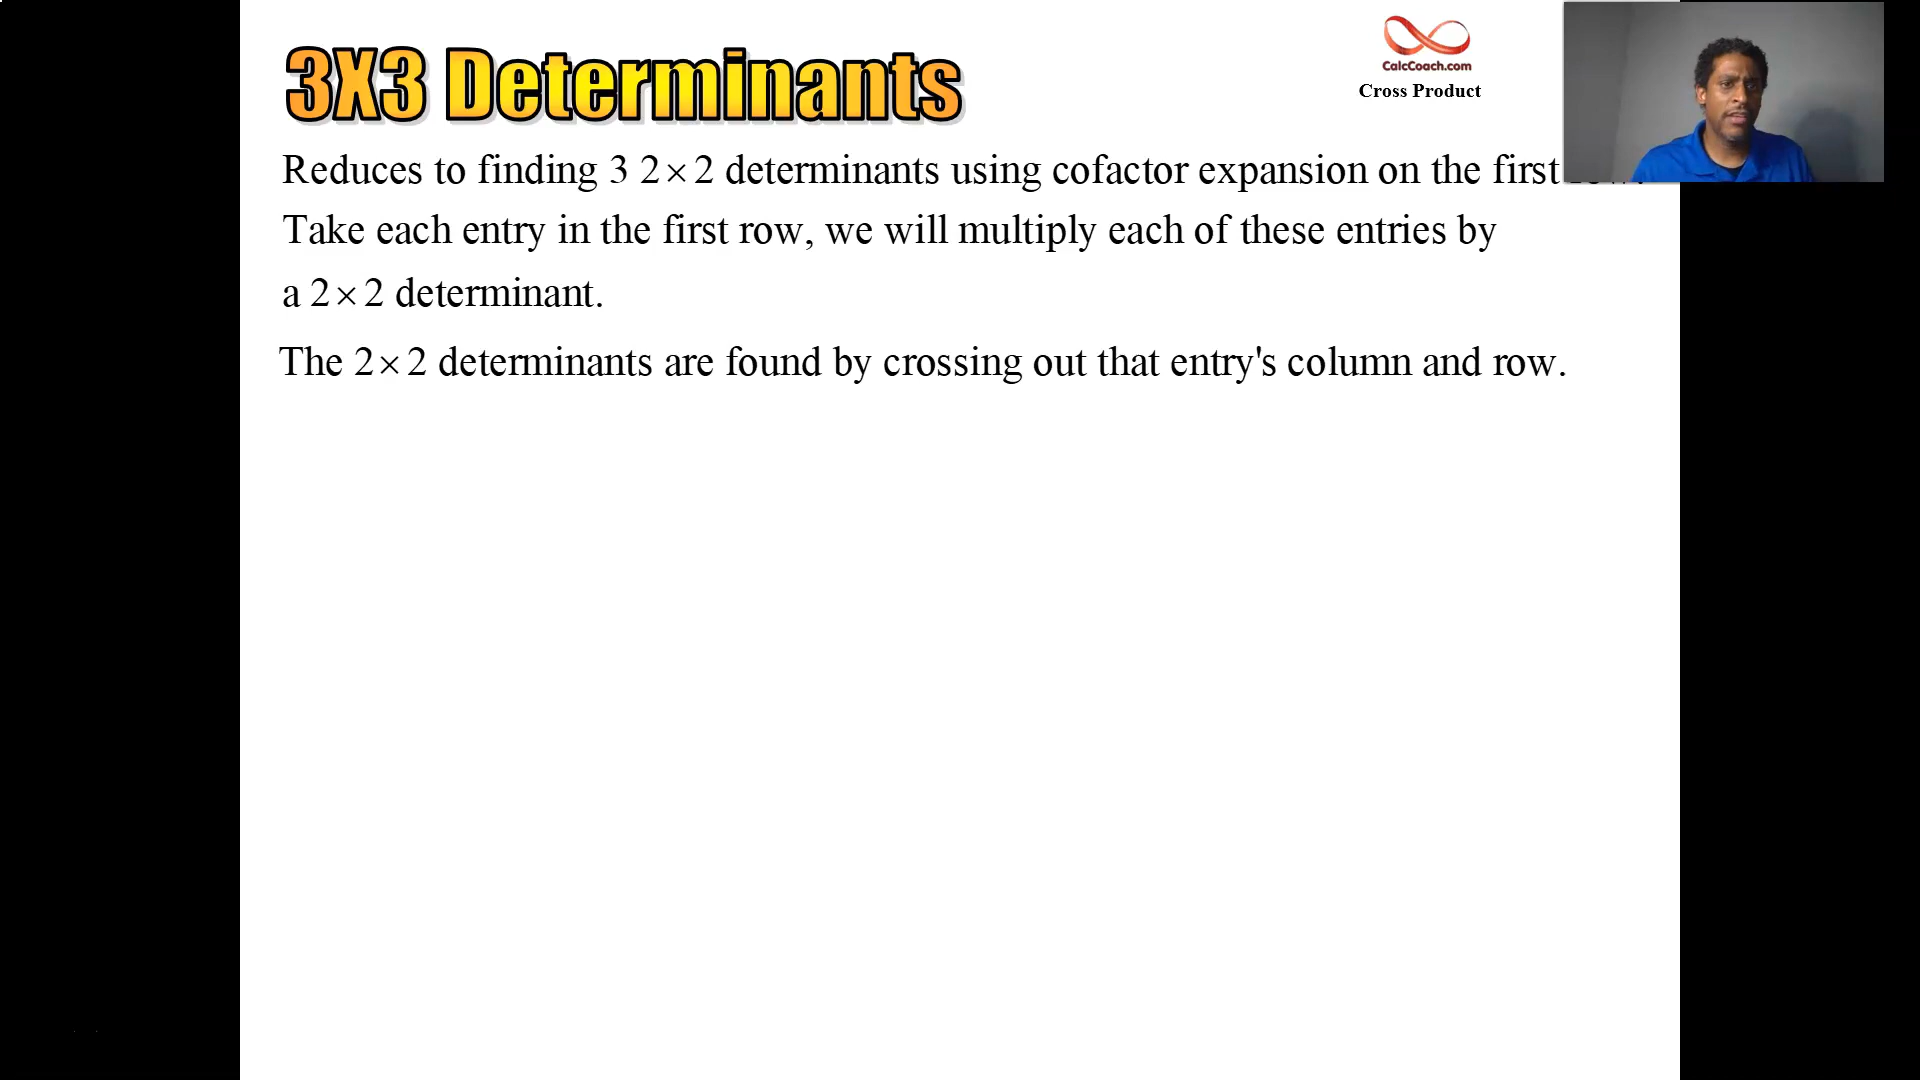 3X3 Determinants
CalcCoach.com
Cross Product
Reduces to finding 3 2×2 determinants using cofactor expansion on the first
Take each entry in the first row, we will multiply each of these entries by
a 2×2 determinant.
The 2×2 determinants are found by crossing out that entry's column and row.